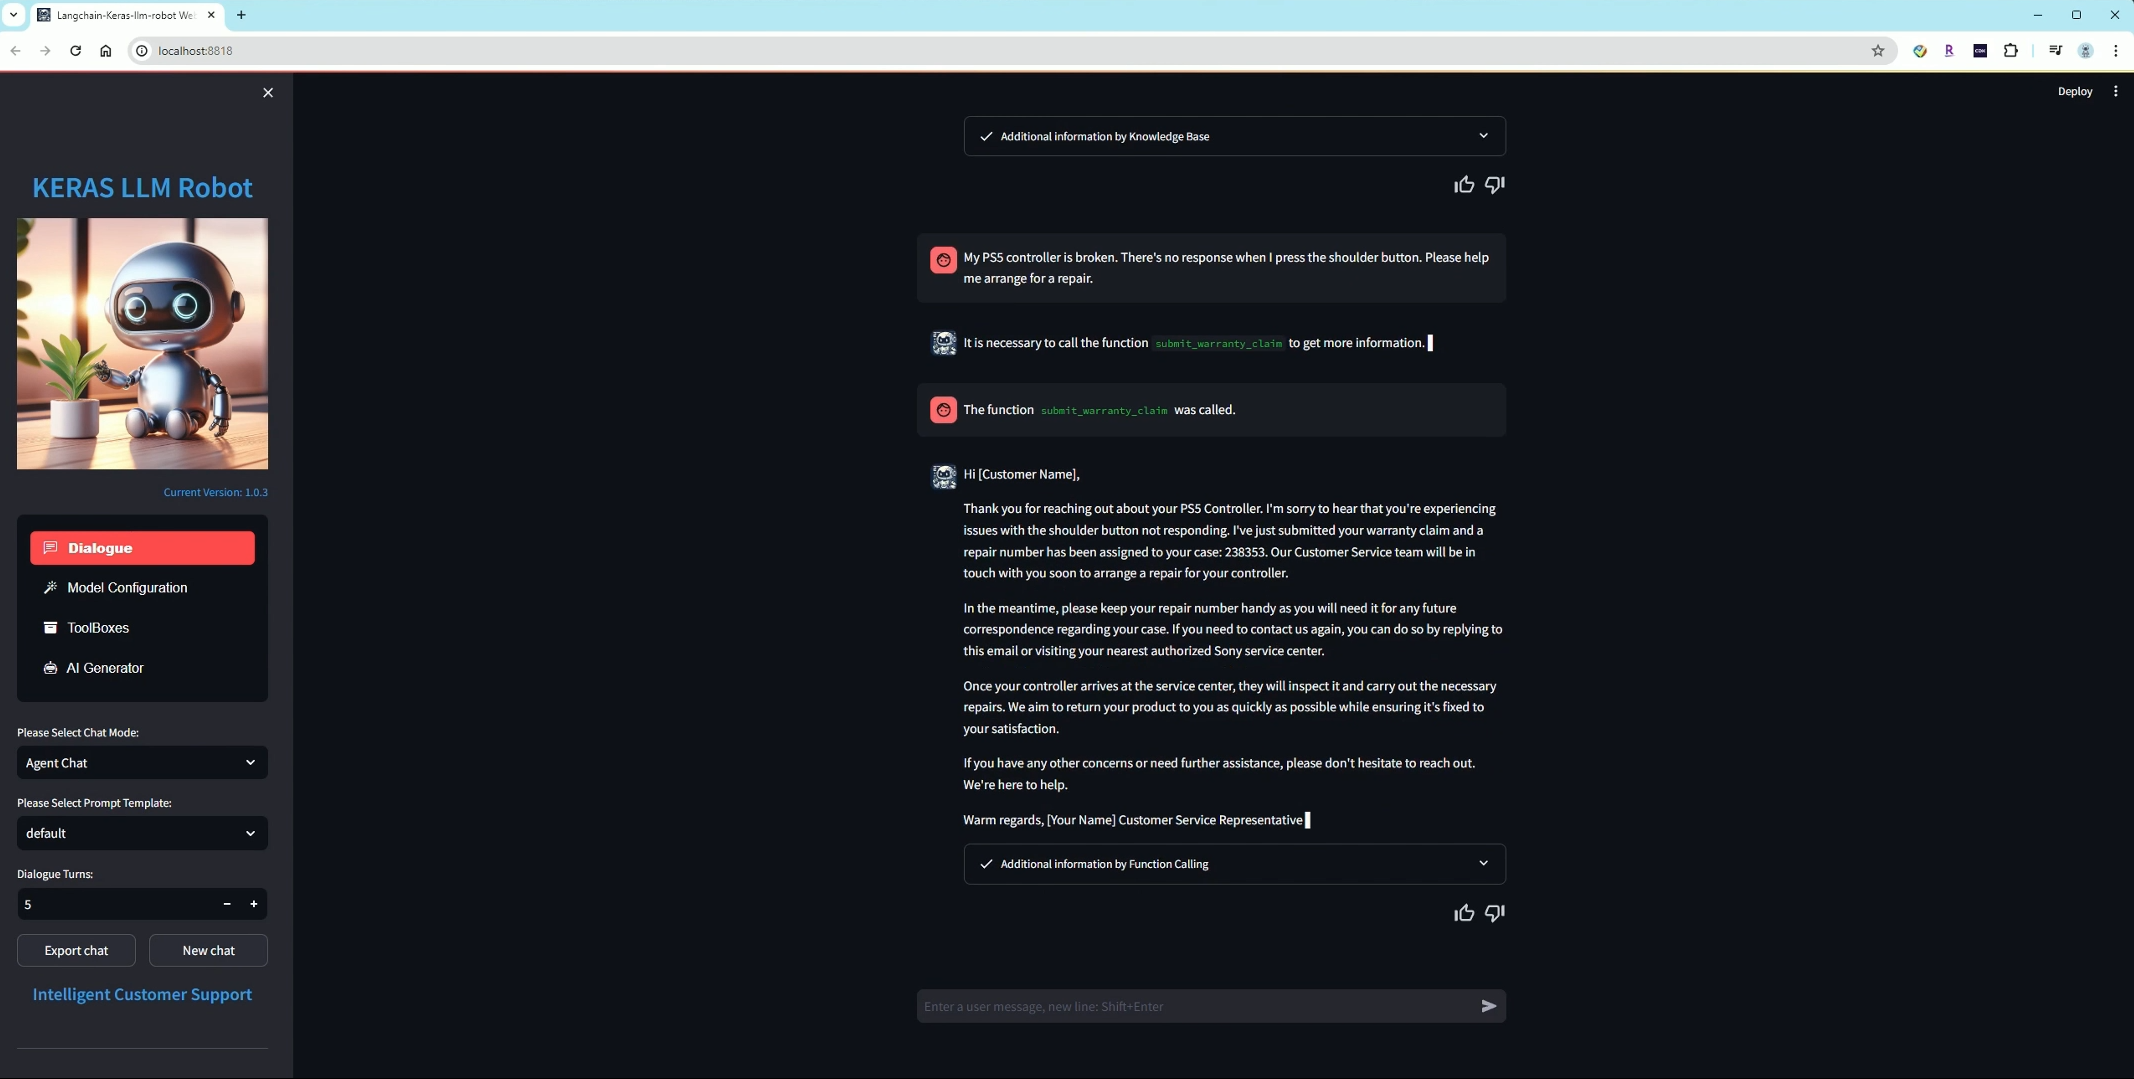 Langchain-Keras-llm-robot We
localhost:8818
CDK
Deploy
KERAS LLM Robot
Current Version: 1.0.3
Dialogue
Model Configuration
ToolBoxes
AI Generator
Please Select Chat Mode:
Agent Chat
Please Select Prompt Template:
default
Dialogue Turns:
5
Export chat
New chat
Intelligent Customer Support
Additional information by Knowledge Base
My PS5 controller is broken. There's no response when I press the shoulder button. Please help
me arrange for a repair.
It is necessary to call the function submit_warranty_claim to get more information.
The function submit_warranty_claim was called.
Hi [Customer Name],
Thank you for reaching out about your PS5 Controller. I'm sorry to hear that you're experiencing
issues with the shoulder button not responding. I've just submitted your warranty claim and a
repair number has been assigned to your case: 238353. Our Customer Service team will be in
touch with you soon to arrange a repair for your controller.
In the meantime, please keep your repair number handy as you will need it for any future
correspondence regarding your case. If you need to contact us again, you can do so by replying to
this email or visiting your nearest authorized Sony service center.
Once your controller arrives at the service center, they will inspect it and carry out the necessary
repairs. We aim to return your product to you as quickly as possible while ensuring it's fixed to
your satisfaction.
If you have any other concerns or need further assistance, please don't hesitate to reach out.
We're here to help.
Warm regards, [Your Name] Customer Service Representative
Additional information by Function Calling
Enter a user message, new line: Shift+Enter